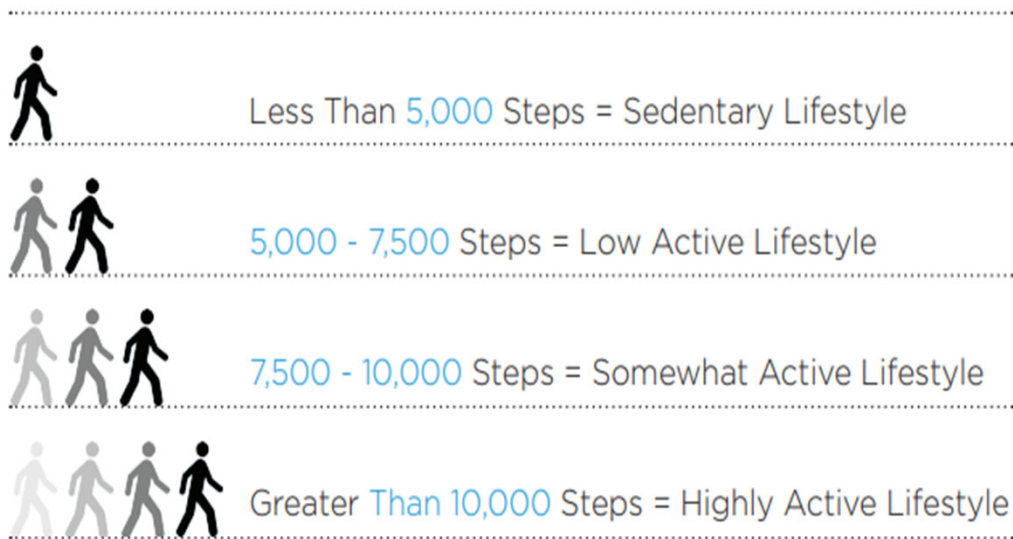 Less Than 5,000 Steps = Sedentary Lifestyle
5,000 - 7,500 Steps = Low Active Lifestyle
7,500 - 10,000 Steps = Somewhat Active Lifestyle
Greater Than 10,000 Steps = Highly Active Lifestyle